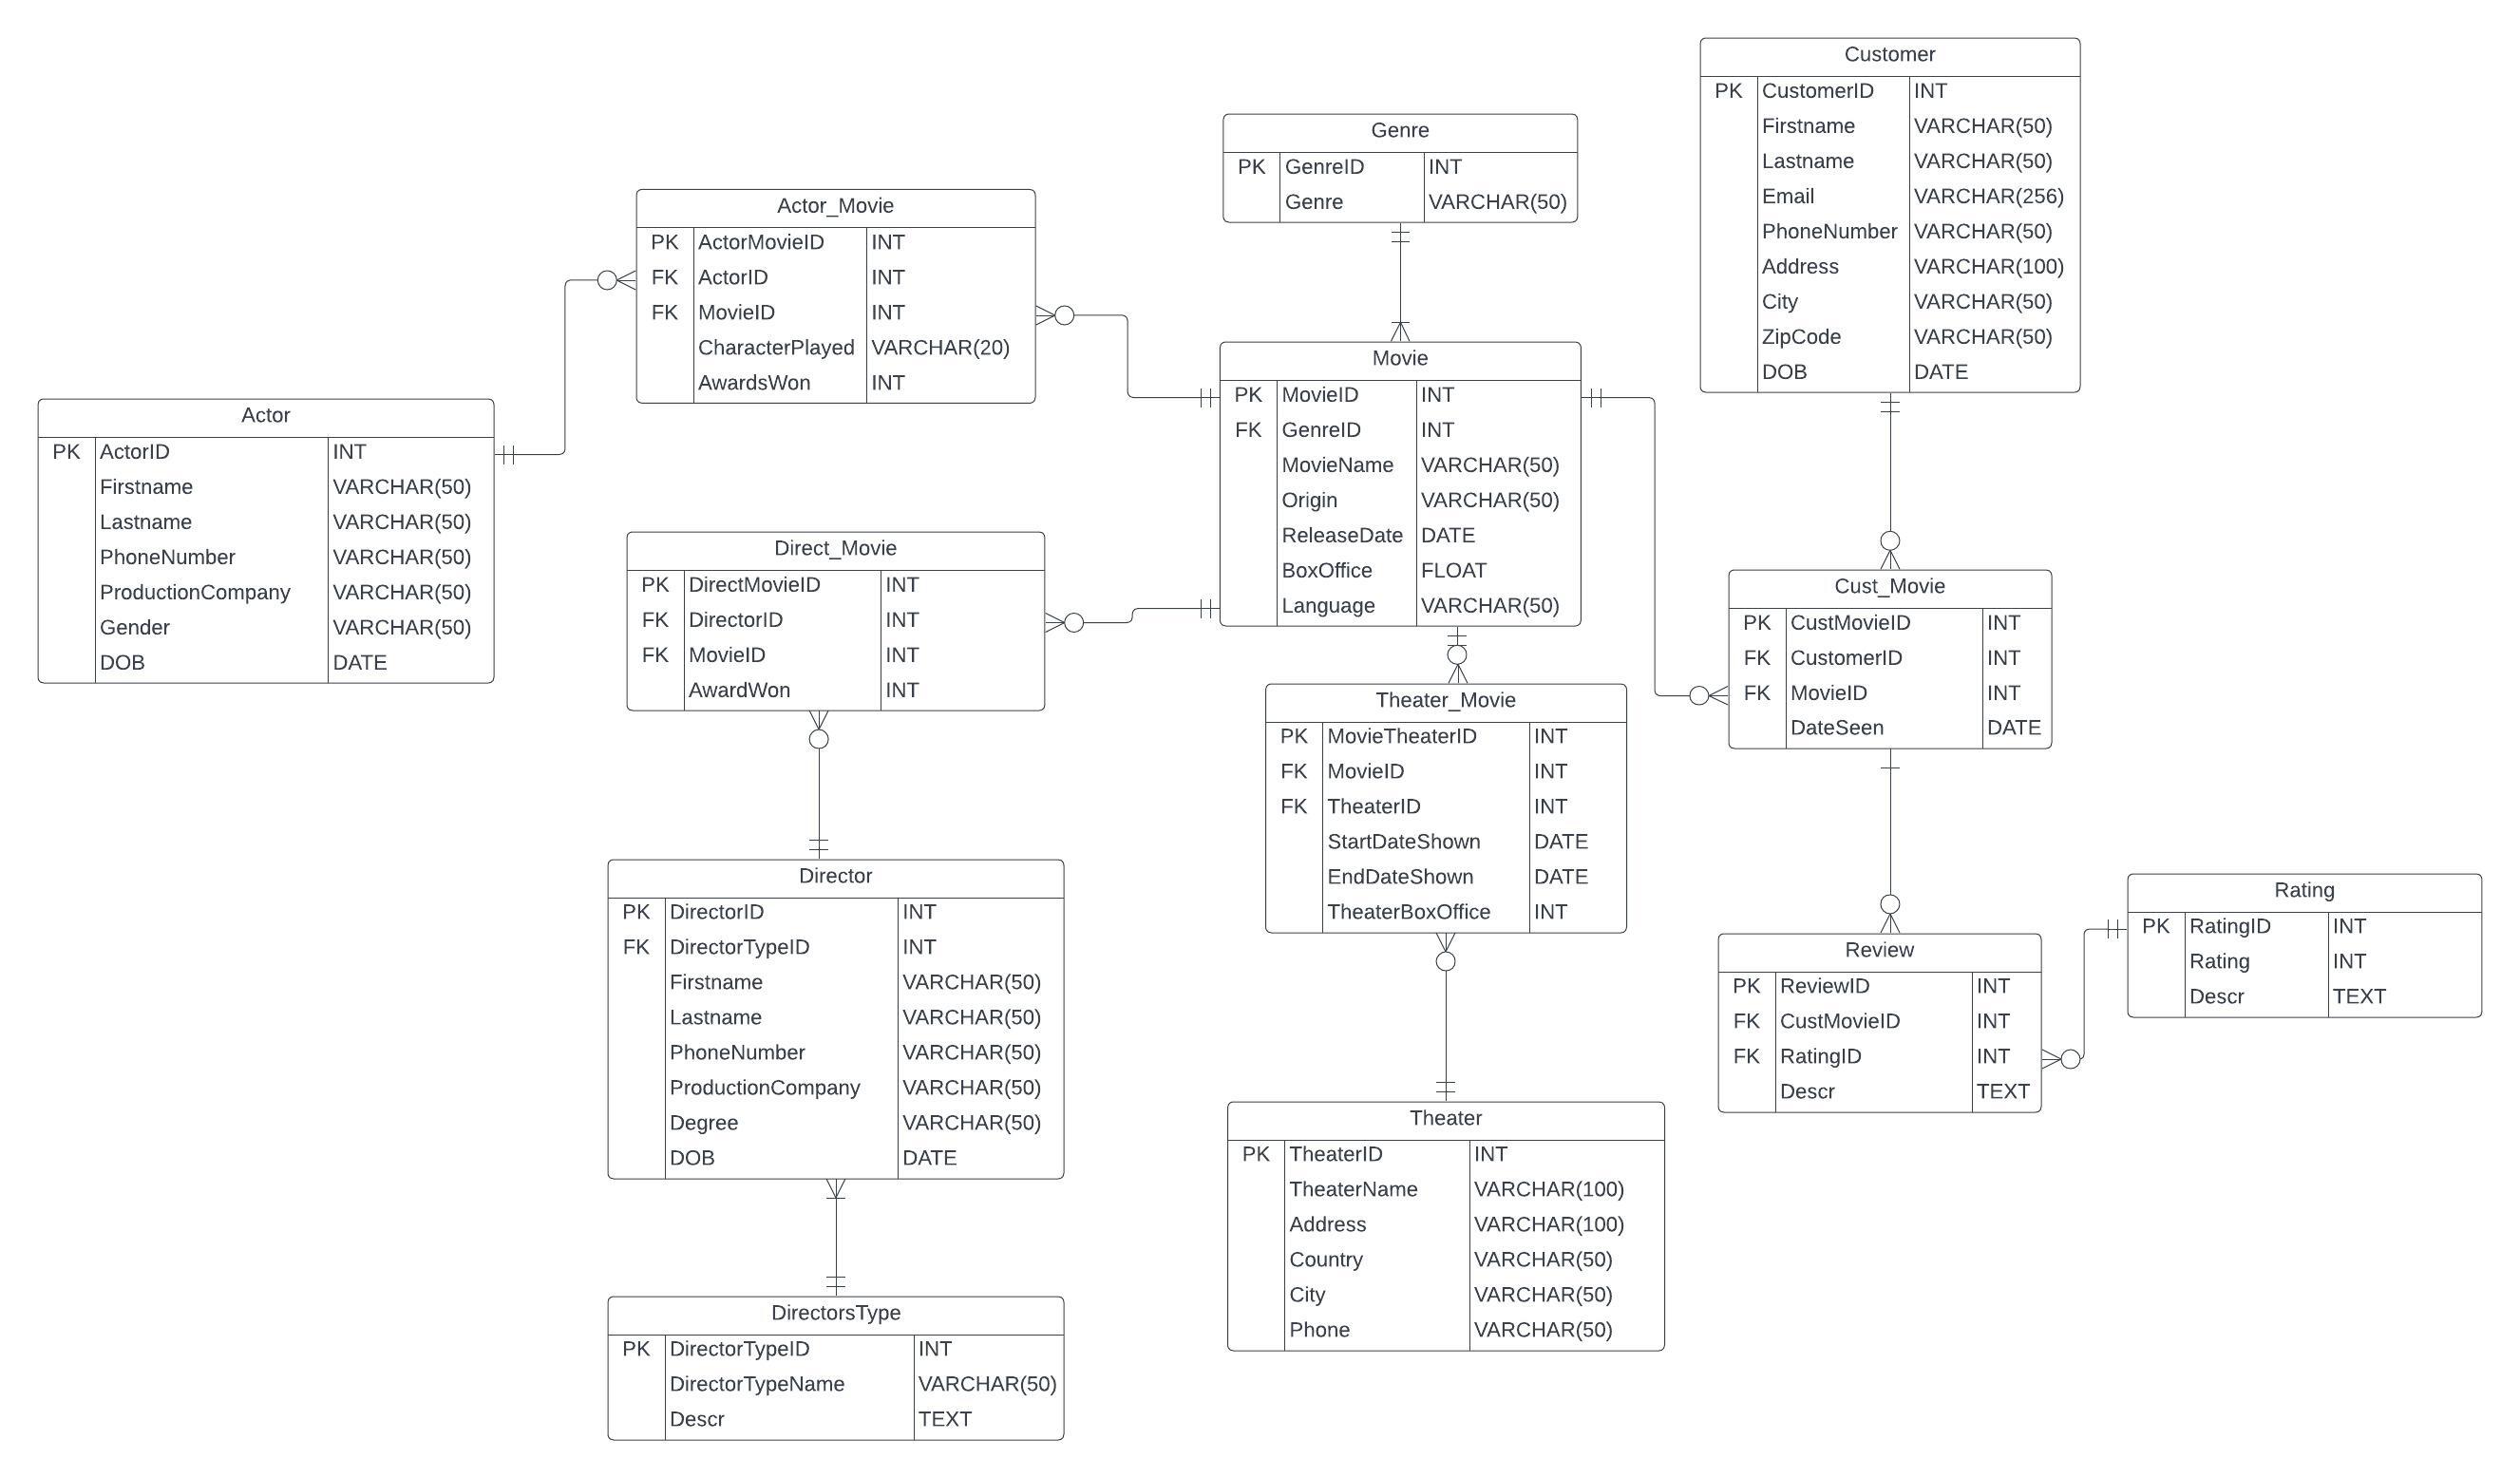 Customer
PK CustomerID INT
Firstname VARCHAR(50)
Lastname VARCHAR(50)
Email VARCHAR(256)
PhoneNumber VARCHAR(50)
Address VARCHAR(100)
City VARCHAR(50)
ZipCode VARCHAR(50)
DOB DATE
Genre
PK GenreID INT
Genre VARCHAR(50)
Actor_Movie
PK ActorMovieID INT
FK ActorID INT
FK MovieID INT
CharacterPlayed VARCHAR(20)
AwardsWon INT
Movie
PK MovieID INT
FK GenreID INT
MovieName VARCHAR(50)
Origin VARCHAR(50)
ReleaseDate DATE
BoxOffice FLOAT
Language VARCHAR(50)
Actor
PK ActorID INT
Firstname VARCHAR(50)
Lastname VARCHAR(50)
PhoneNumber VARCHAR(50)
ProductionCompany VARCHAR(50)
Gender VARCHAR(50)
DOB DATE
Direct_Movie
PK DirectMovieID INT
FK DirectorID INT
FK MovieID INT
AwardWon INT
Cust_Movie
PK CustMovieID INT
FK CustomerID INT
FK MovieID INT
DateSeen DATE
Theater_Movie
PK MovieTheaterID INT
FK MovieID INT
FK TheaterID INT
StartDateShown DATE
EndDateShown DATE
TheaterBoxOffice INT
Director
PK DirectorID INT
FK DirectorTypeID INT
Firstname VARCHAR(50)
Lastname VARCHAR(50)
PhoneNumber VARCHAR(50)
ProductionCompany VARCHAR(50)
Degree VARCHAR(50)
DOB DATE
Rating
PK RatingID INT
Rating INT
Descr TEXT
Review
PK ReviewID INT
FK CustMovieID INT
FK RatingID INT
Descr TEXT
Theater
PK TheaterID INT
TheaterName VARCHAR(100)
Address VARCHAR(100)
Country VARCHAR(50)
City VARCHAR(50)
Phone VARCHAR(50)
DirectorsType
PK DirectorTypeID INT
DirectorTypeName VARCHAR(50)
Descr TEXT